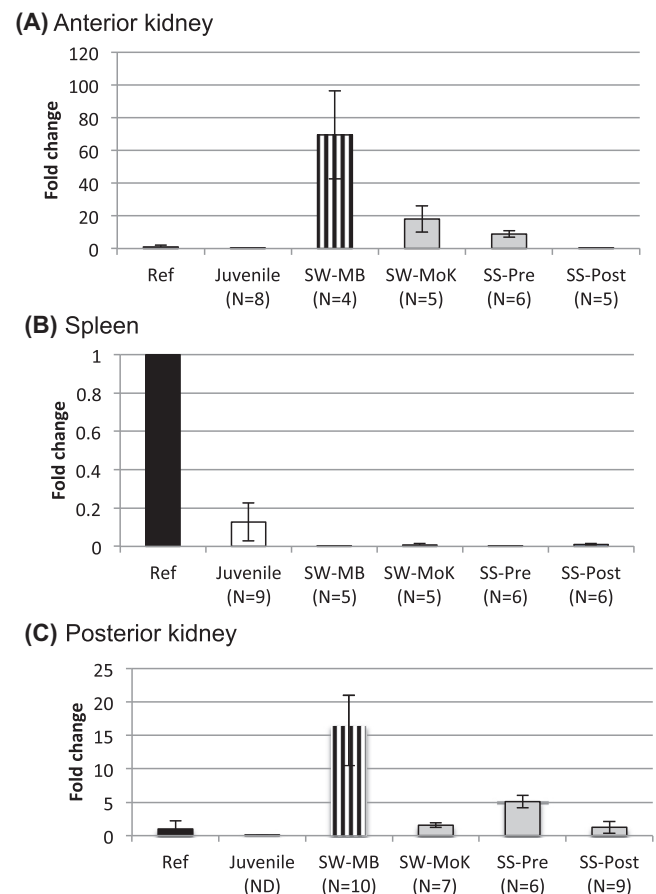 (A) Anterior kidney
120
100
80
60
40
20
0
Fold change
Ref Juvenile SW-MB SW-MoK SS-Pre SS-Post
(N=8) (N=4) (N=5) (N=6) (N=5)
(B) Spleen
1
0.8
0.6
0.4
0.2
0
Fold change
Ref Juvenile SW-MB SW-MoK SS-Pre SS-Post
(N=9) (N=5) (N=5) (N=6) (N=6)
(C) Posterior kidney
25
20
15
10
5
0
Fold change
Ref Juvenile SW-MB SW-MoK SS-Pre SS-Post
(ND) (N=10) (N=7) (N=6) (N=9)